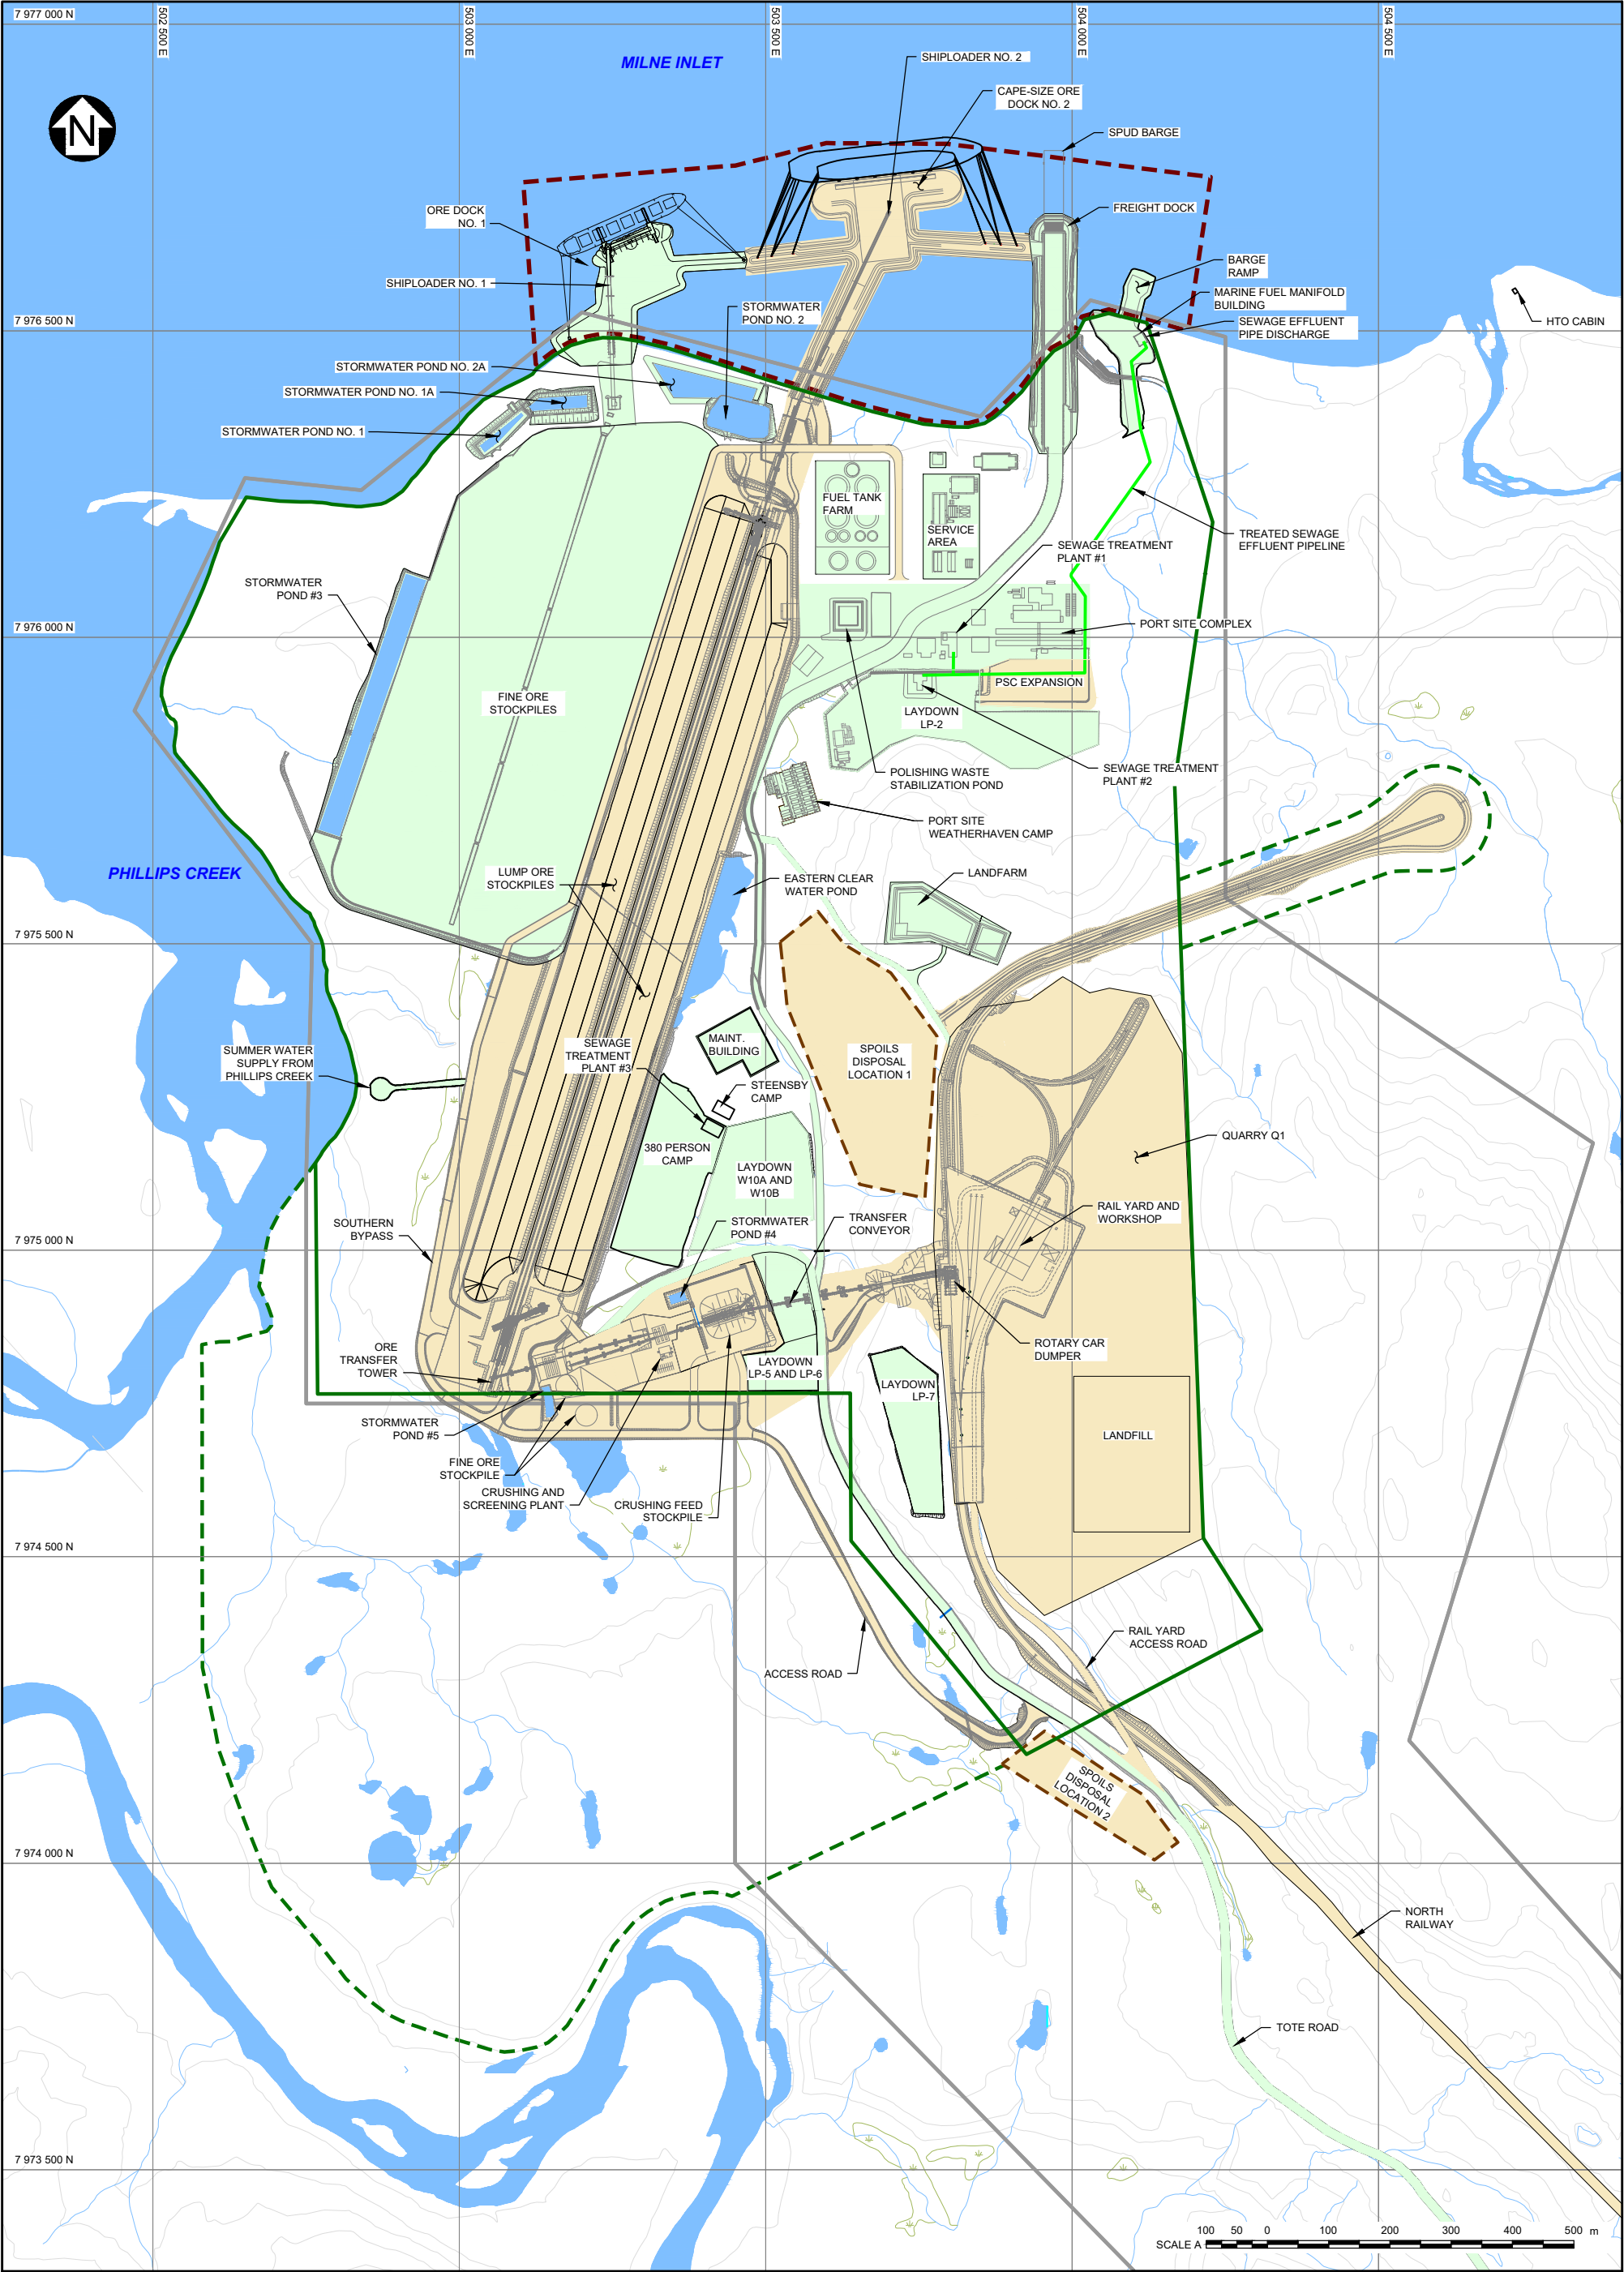 7 977 000 N
502 500 E
503 000 E
503 500 E
504 000 E
504 500 E
MILNE INLET
SHIPLOADER NO. 2
CAPE-SIZE ORE
DOCK NO. 2
SPUD BARGE
N
ORE DOCK
NO. 1
FREIGHT DOCK
SHIPLOADER NO. 1
BARGE
RAMP
MARINE FUEL MANIFOLD
BUILDING
STORMWATER
POND NO. 2
SEWAGE EFFLUENT
PIPE DISCHARGE
HTO CABIN
7 976 500 N
STORMWATER POND NO. 2A
STORMWATER POND NO. 1A
STORMWATER POND NO. 1
FUEL TANK
FARM
SERVICE
AREA
TREATED SEWAGE
EFFLUENT PIPELINE
SEWAGE TREATMENT
PLANT #1
STORMWATER
POND #3
7 976 000 N
PORT SITE COMPLEX
PSC EXPANSION
FINE ORE
STOCKPILES
LAYDOWN
LP-2
POLISHING WASTE
STABILIZATION POND
SEWAGE TREATMENT
PLANT #2
PORT SITE
WEATHERHAVEN CAMP
PHILLIPS CREEK
LUMP ORE
STOCKPILES
EASTERN CLEAR
WATER POND
LANDFARM
7 975 500 N
SUMMER WATER
SUPPLY FROM
PHILLIPS CREEK
SEWAGE
TREATMENT
PLANT #3
MAINT.
BUILDING
SPOILS
DISPOSAL
LOCATION 1
STEENSBY
CAMP
QUARRY Q1
380 PERSON
CAMP
LAYDOWN
W10A AND
W10B
SOUTHERN
BYPASS
STORMWATER
POND #4
TRANSFER
CONVEYOR
RAIL YARD AND
WORKSHOP
7 975 000 N
ORE
TRANSFER
TOWER
LAYDOWN
LP-5 AND LP-6
ROTARY CAR
DUMPER
LAYDOWN
LP-7
STORMWATER
POND #5
LANDFILL
FINE ORE
STOCKPILE
CRUSHING AND
SCREENING PLANT
CRUSHING FEED
STOCKPILE
7 974 500 N
RAIL YARD
ACCESS ROAD
ACCESS ROAD
SPOILS
DISPOSAL
LOCATION 2
7 974 000 N
NORTH
RAILWAY
TOTE ROAD
7 973 500 N
100 50 0 100 200 300 400 500 m
SCALE A